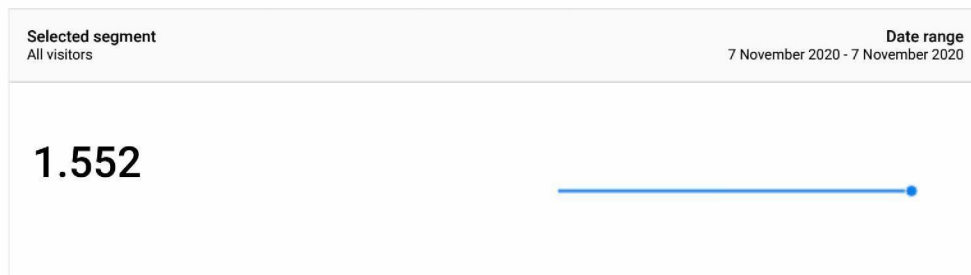 Selected segment
All visitors
Date range
7 November 2020 - 7 November 2020
1.552